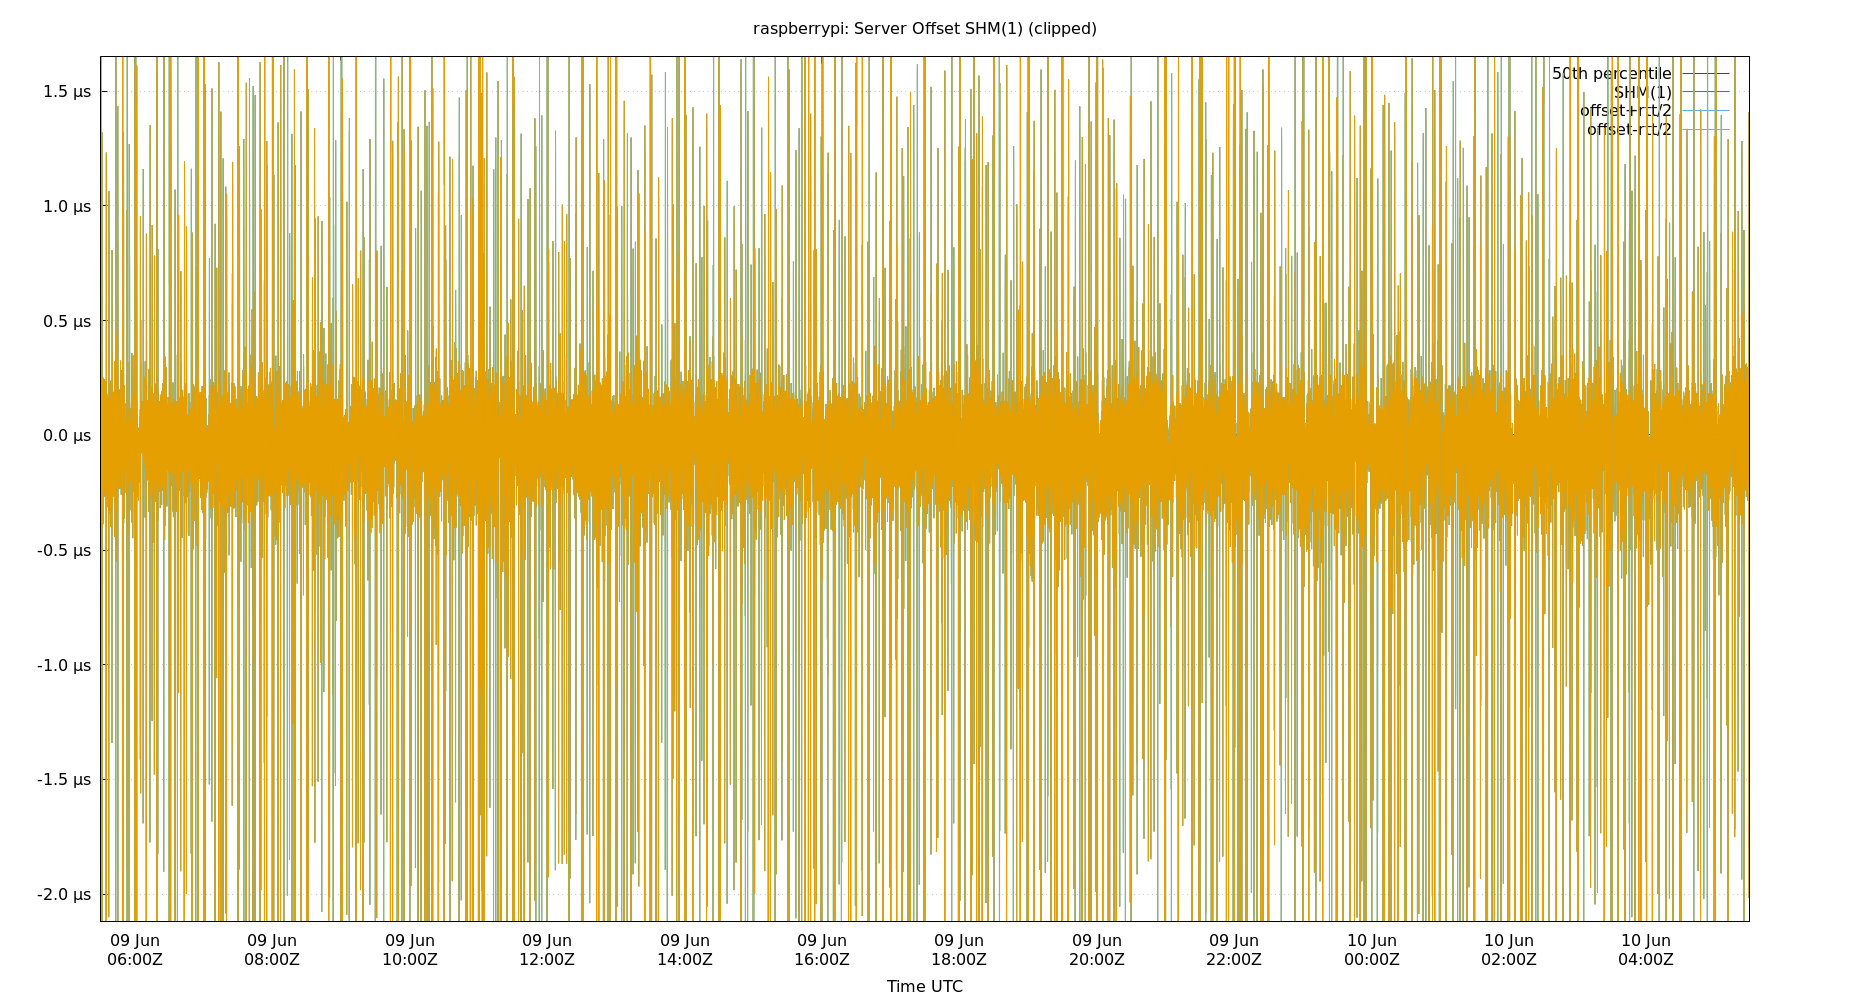 raspberrypi: Server Offset SHM(1) (clipped)
50th percentile
SHM(1)
offset+rtt/2
offset-rtt/2
1.5 µs
1.0 µs
0.5 µs
0.0 µs
-0.5 µs
-1.0 µs
-1.5 µs
-2.0 µs
09 Jun 09 Jun 09 Jun 09 Jun 09 Jun 09 Jun 09 Jun 09 Jun 09 Jun 10 Jun 10 Jun 10 Jun
06:00Z 08:00Z 10:00Z 12:00Z 14:00Z 16:00Z 18:00Z 20:00Z 22:00Z 00:00Z 02:00Z 04:00Z
Time UTC